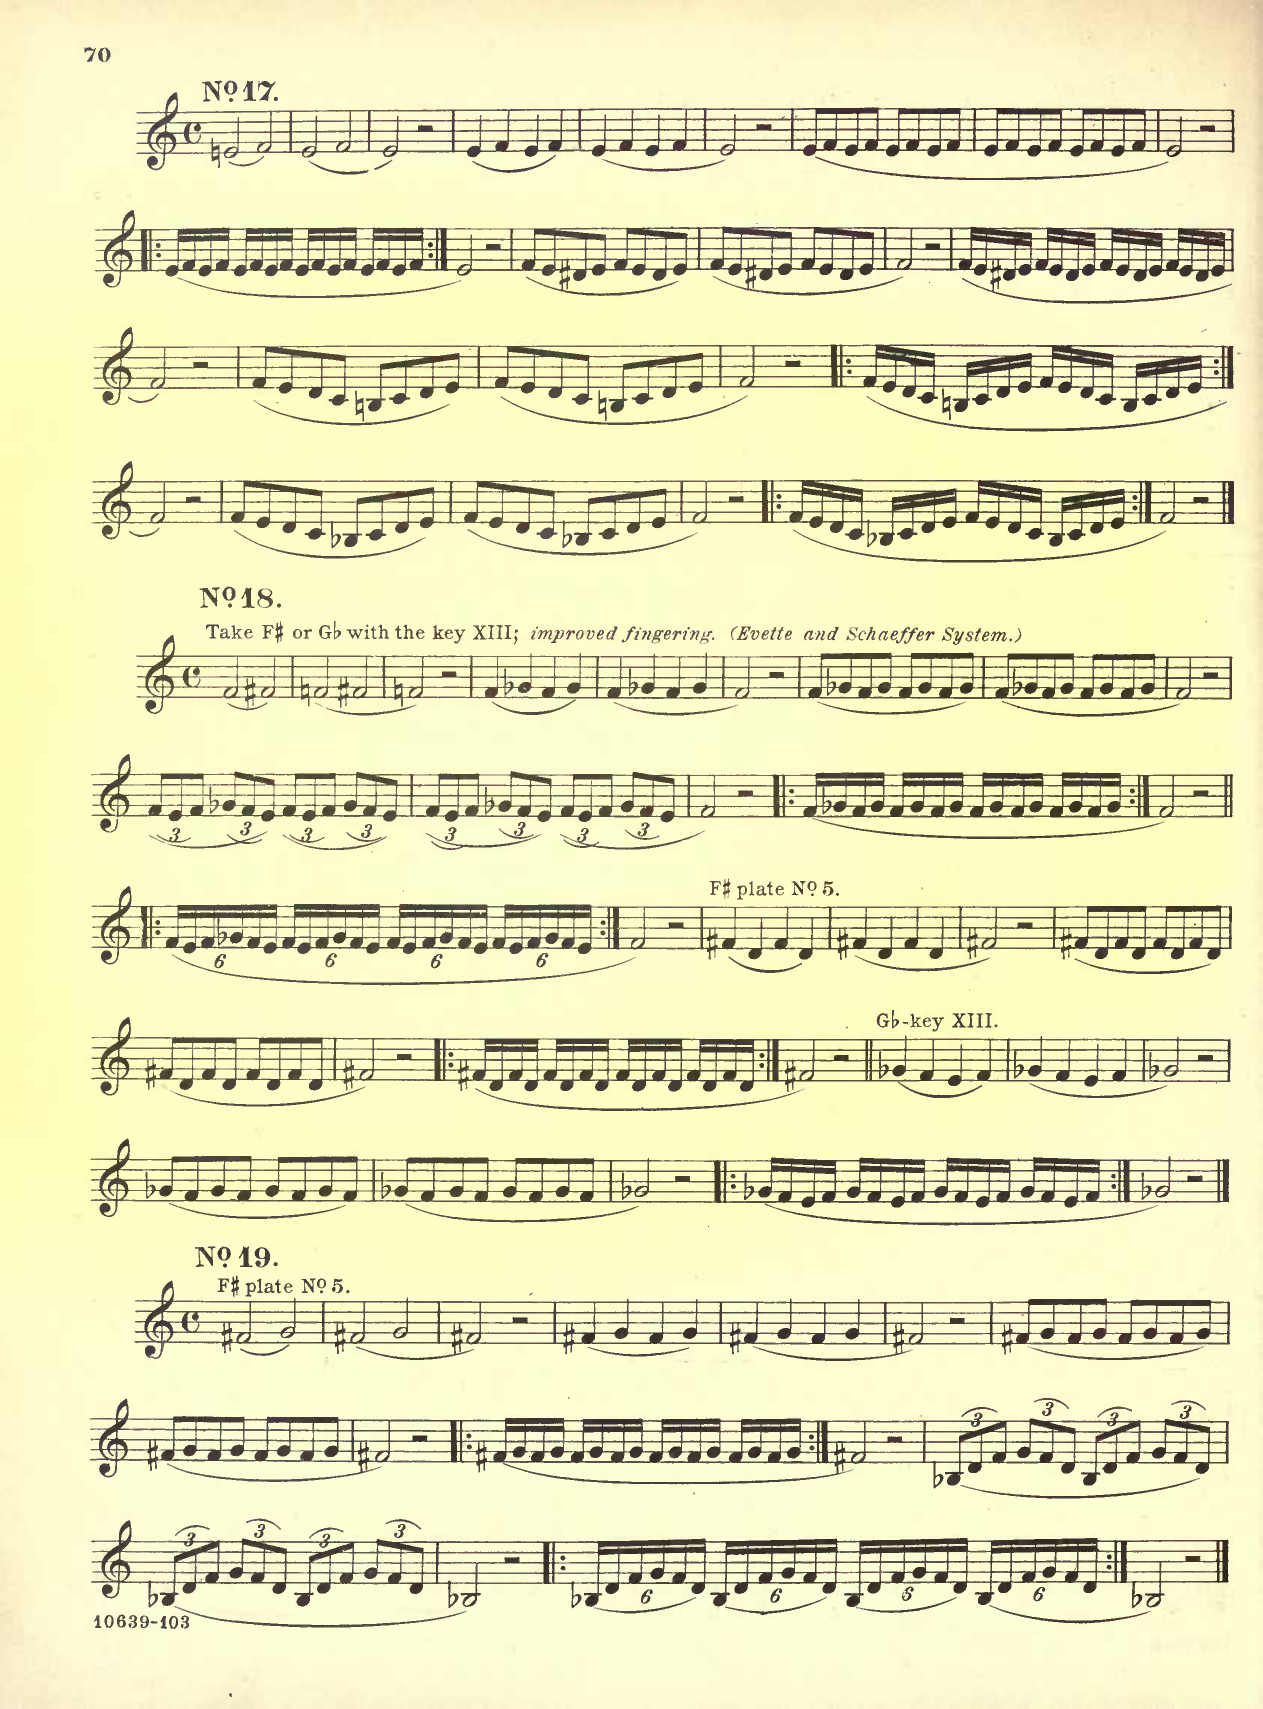 70
Nº 17.
Nº 18.
Take F♯ or G♭ with the key XIII; improved fingering. (Evette and Schaeffer System.)
3 3 3 3 3 3 3 3
F♯ plate Nº 5.
6 6 6 6
G♭-key XIII.
Nº 19.
F♯ plate Nº 5.
3 3 3 3
3 3 3 3
6 6 6 6
10639-103